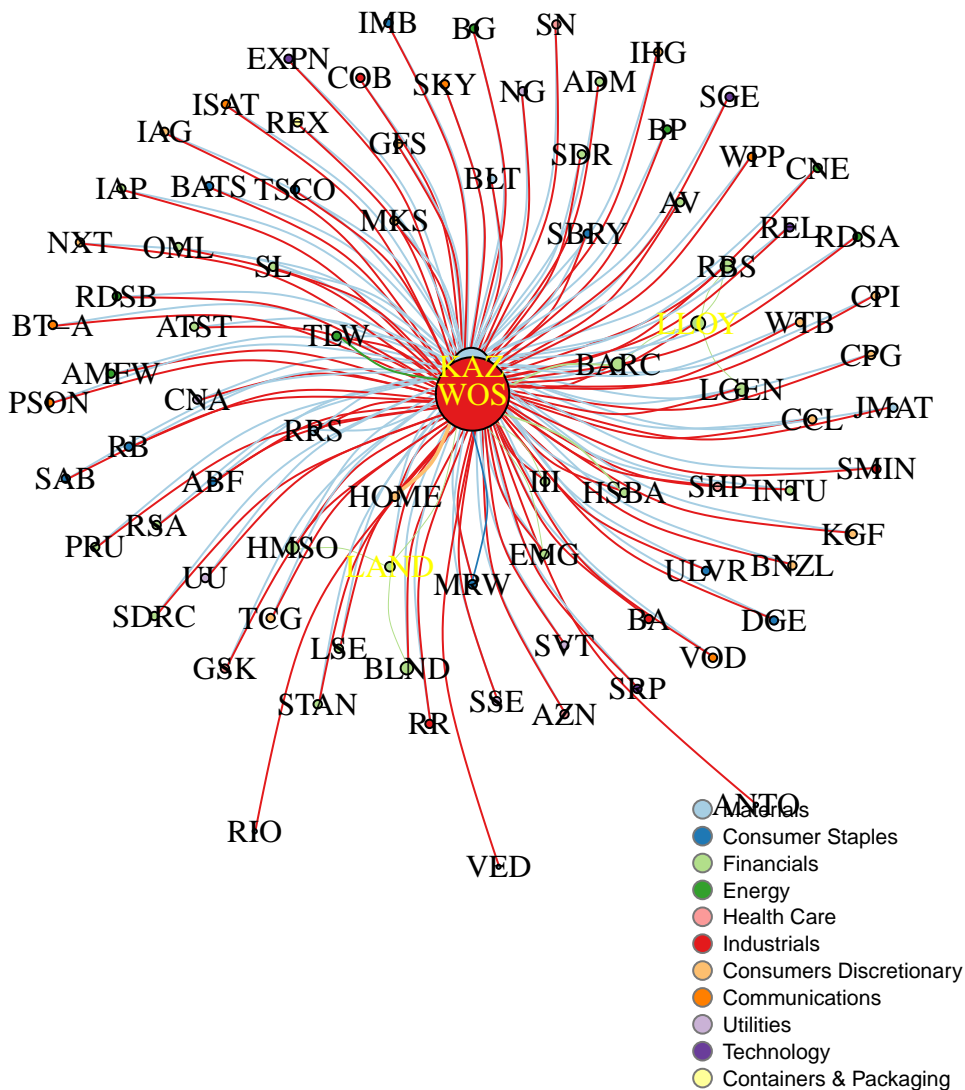 IMB
BG
SN
EXPN
COB
SKY
NG
ADM
IHG
SGE
ISAT
REX
GFS
SDR
BP
IAG
WPP
CNE
IAP
BATS
TSCO
BLT
AV
MKS
SBRY
REL
RDSA
NXT
OML
SL
RBS
RDSB
CPI
BT-A
ATST
TLW
LLOY
WTB
KAZ
BARC
CPG
AMFW
WOS
LGEN
PSON
CNA
CCL
JMAT
RB
RRS
SAB
ABF
HOME
III
HSBA
SHP
INTU
SMIN
PRU
RSA
HMSO
LAND
EMG
KGF
UU
MRW
ULVR
BNZL
SDRC
TCG
BA
DGE
GSK
LSE
BLND
SVT
VOD
STAN
RR
SSE
AZN
SRP
RIO
VED
ANTO
Materials
Consumer Staples
Financials
Energy
Health Care
Industrials
Consumers Discretionary
Communications
Utilities
Technology
Containers & Packaging